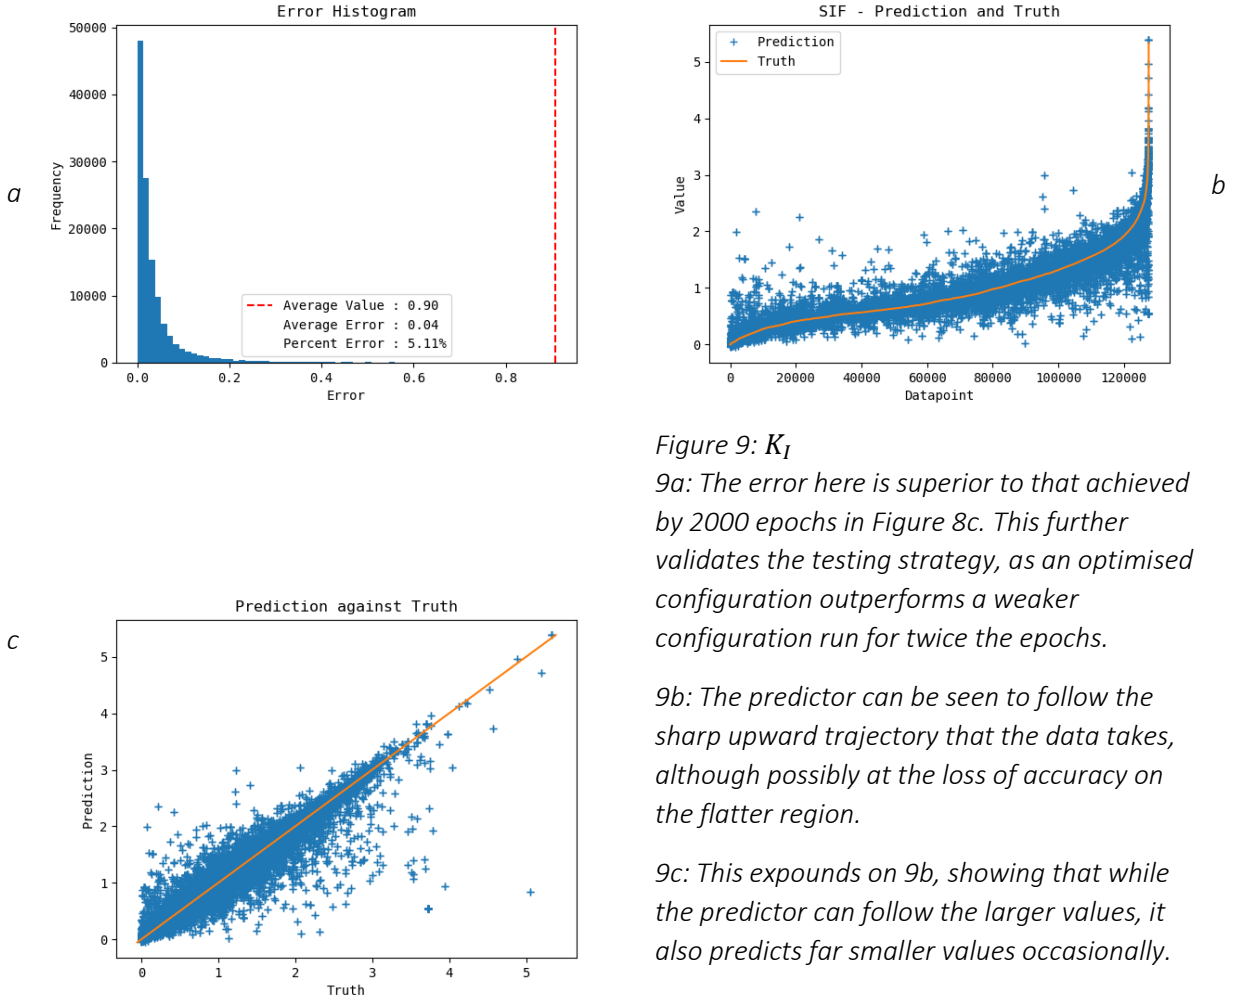 a
Error Histogram
50000
40000
30000
20000
10000
0
Frequency
Average Value : 0.90
Average Error : 0.04
Percent Error : 5.11%
0.0 0.2 0.4 0.6 0.8
Error
SIF - Prediction and Truth
Prediction
Truth
5
4
3
2
1
0
Value
0 20000 40000 60000 80000 100000 120000
Datapoint
b
c
Prediction against Truth
5
4
3
2
1
0
Prediction
0 1 2 3 4 5
Truth
Figure 9: K_I
9a: The error here is superior to that achieved
by 2000 epochs in Figure 8c. This further
validates the testing strategy, as an optimised
configuration outperforms a weaker
configuration run for twice the epochs.
9b: The predictor can be seen to follow the
sharp upward trajectory that the data takes,
although possibly at the loss of accuracy on
the flatter region.
9c: This expounds on 9b, showing that while
the predictor can follow the larger values, it
also predicts far smaller values occasionally.